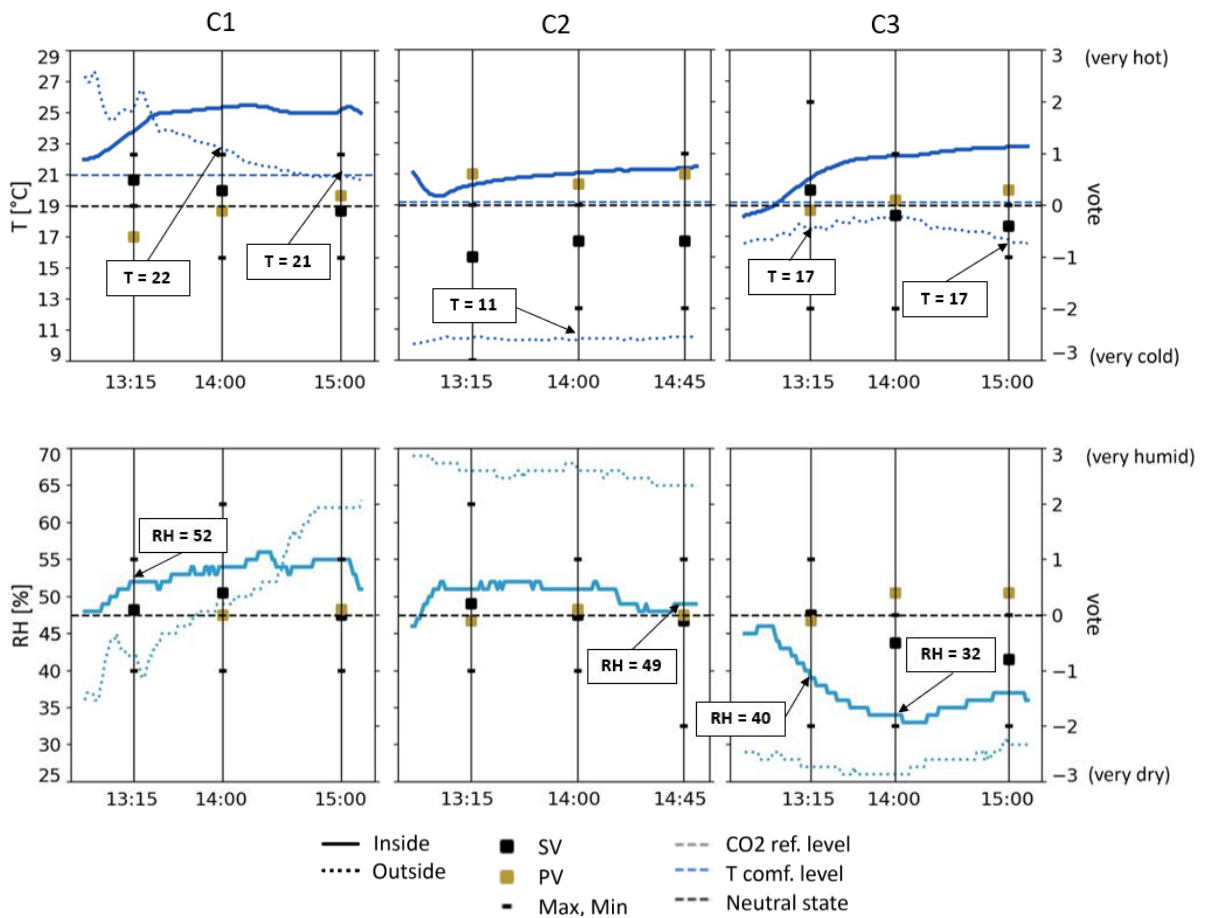 C1 C2 C3
29 3 (very hot)
27
2
25
23 1
21
T [°C] 19 0 vote
17
15 -1
13 -2
11
9 -3 (very cold)
T = 22
T = 21
T = 11
T = 17
T = 17
13:15 14:00 15:00 13:15 14:00 14:45 13:15 14:00 15:00
70 3 (very humid)
65 2
60
55 1
RH [%] 50 0 vote
45
40 -1
35 -2
30
25 -3 (very dry)
RH = 52
RH = 49
RH = 40
RH = 32
13:15 14:00 15:00 13:15 14:00 14:45 13:15 14:00 15:00
Inside SV CO2 ref. level
Outside PV T comf. level
Max, Min Neutral state